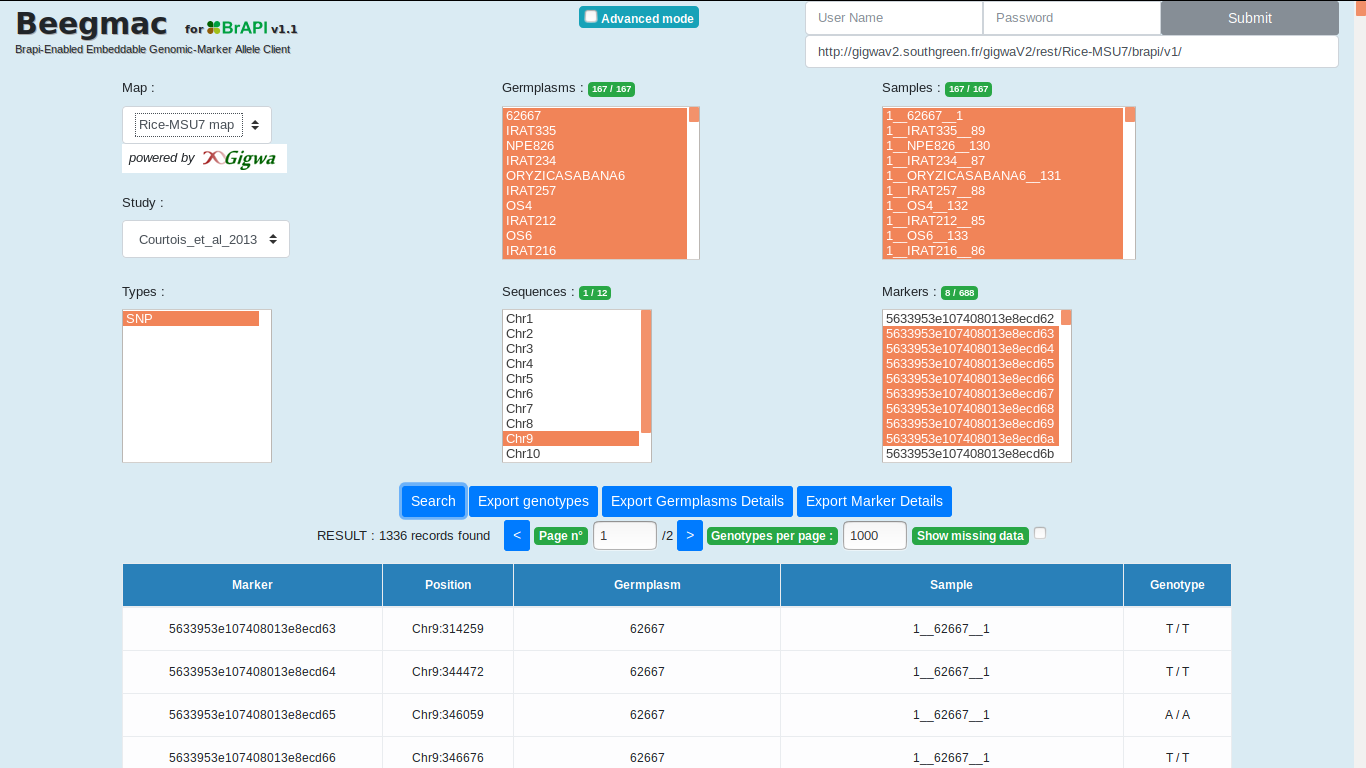 Beegmac for BrAPI v1.1
Brapi-Enabled Embeddable Genomic-Marker Allele Client
Advanced mode
User Name Password Submit
http://gigwav2.southgreen.fr/gigwaV2/rest/Rice-MSU7/brapi/v1/
Map :
Rice-MSU7 map
powered by Gigwa
Study :
Courtois_et_al_2013
Germplasms : 167 / 167
62667
IRAT335
NPE826
IRAT234
ORYZICASABANA6
IRAT257
OS4
IRAT212
OS6
IRAT216
Samples : 167 / 167
1__62667__1
1__IRAT335__89
1__NPE826__130
1__IRAT234__87
1__ORYZICASABANA6__131
1__IRAT257__88
1__OS4__132
1__IRAT212__85
1__OS6__133
1__IRAT216__86
Types :
SNP
Sequences : 1 / 12
Chr1
Chr2
Chr3
Chr4
Chr5
Chr6
Chr7
Chr8
Chr9
Chr10
Markers : 8 / 688
5633953e107408013e8ecd62
5633953e107408013e8ecd63
5633953e107408013e8ecd64
5633953e107408013e8ecd65
5633953e107408013e8ecd66
5633953e107408013e8ecd67
5633953e107408013e8ecd68
5633953e107408013e8ecd69
5633953e107408013e8ecd6a
5633953e107408013e8ecd6b
Search Export genotypes Export Germplasms Details Export Marker Details
RESULT : 1336 records found < Page n° 1 /2 > Genotypes per page : 1000 Show missing data
Marker Position Germplasm Sample Genotype
5633953e107408013e8ecd63 Chr9:314259 62667 1__62667__1 T / T
5633953e107408013e8ecd64 Chr9:344472 62667 1__62667__1 T / T
5633953e107408013e8ecd65 Chr9:346059 62667 1__62667__1 A / A
5633953e107408013e8ecd66 Chr9:346676 62667 1__62667__1 T / T